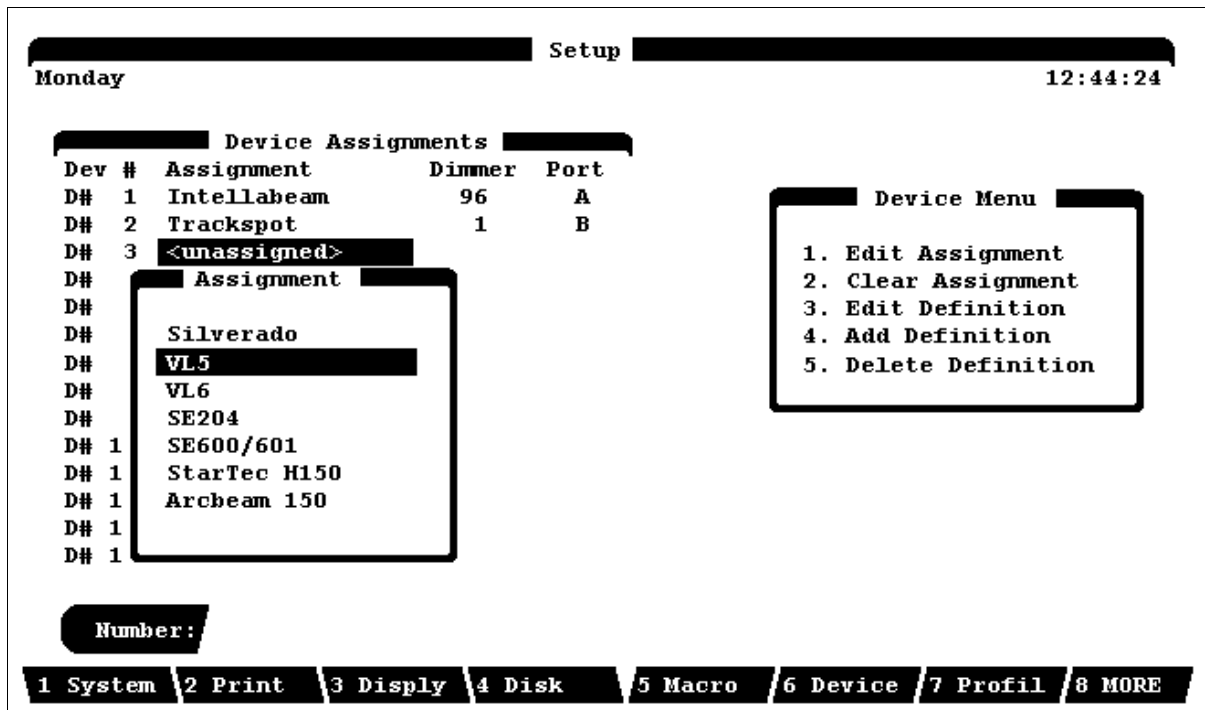 Setup
Monday 12:44:24
Device Assignments
Dev # Assignment Dimmer Port
D# 1 Intellabeam 96 A
D# 2 Trackspot 1 B
D# 3 <unassigned>
D#
D#
D#
D#
D#
D#
D# 1
D# 1
D# 1
D# 1
D# 1
Assignment
Silverado
VL5
VL6
SE204
SE600/601
StarTec H150
Arcbeam 150
Device Menu
1. Edit Assignment
2. Clear Assignment
3. Edit Definition
4. Add Definition
5. Delete Definition
Number:
1 System 2 Print 3 Disply 4 Disk 5 Macro 6 Device 7 Profil 8 MORE